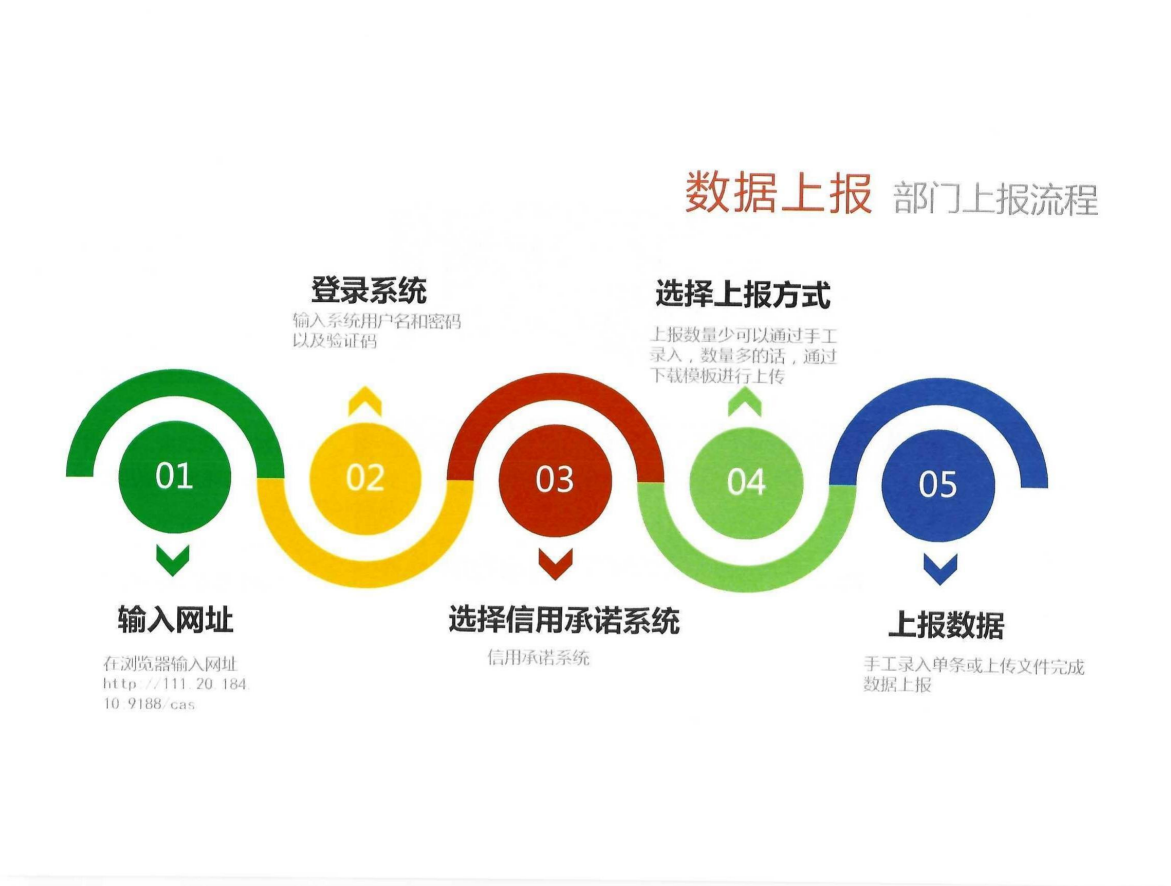 数据上报 部门上报流程
登录系统
输入系统用户名和密码
以及验证码
选择上报方式
上报数量少可以通过手工
录入，数量多的话，通过
下载模板进行上传
01
02
03
04
05
输入网址
在浏览器输入网址
http://111.20.184.
10:9188/cas
选择信用承诺系统
信用承诺系统
上报数据
手工录入单条或上传文件完成
数据上报